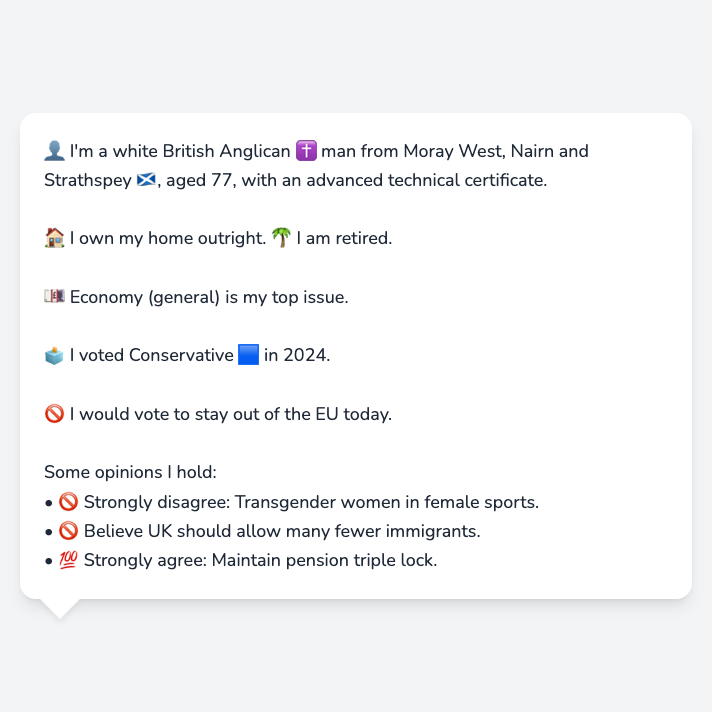 👤 I'm a white British Anglican ✝️ man from Moray West, Nairn and
Strathspey 🏴󠁧󠁢󠁳󠁣󠁴󠁿, aged 77, with an advanced technical certificate.
🏠 I own my home outright. 🌴 I am retired.
💷 Economy (general) is my top issue.
🗳️ I voted Conservative 🟦 in 2024.
🚫 I would vote to stay out of the EU today.
Some opinions I hold:
• 🚫 Strongly disagree: Transgender women in female sports.
• 🚫 Believe UK should allow many fewer immigrants.
• 💯 Strongly agree: Maintain pension triple lock.